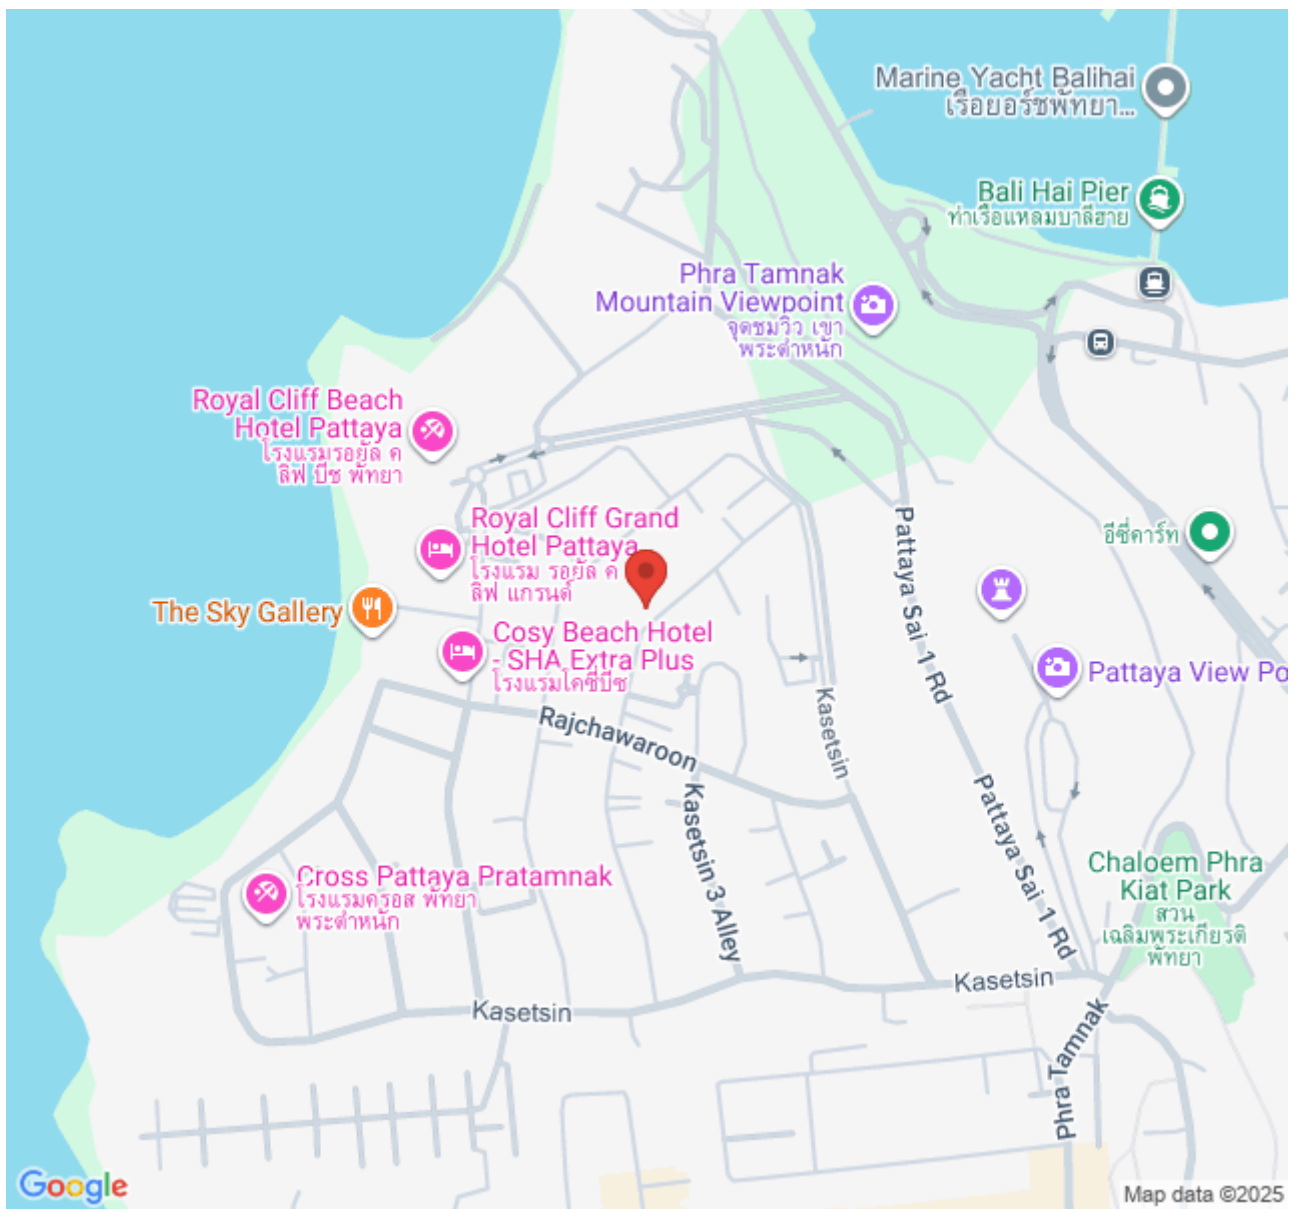 Marine Yacht Balihai
เรือยอร์ชพัทยา...
Bali Hai Pier
ท่าเรือแหลมบาลีฮาย
Phra Tamnak
Mountain Viewpoint
จุดชมวิว เขา
พระตำหนัก
Royal Cliff Beach
Hotel Pattaya
โรงแรมรอยัล ค
ลิฟ บีช พัทยา
Royal Cliff Grand
Hotel Pattaya
โรงแรม รอยัล ค
ลิฟ แกรนด์
อีซี่คาร์ท
Pattaya Sai 1 Rd
The Sky Gallery
Cosy Beach Hotel
- SHA Extra Plus
โรงแรมโคซี่บีช
Pattaya View Po
Rajchawaroon
Kasetsin
Kasetsin 3 Alley
Pattaya Sai 1 Rd
Chaloem Phra
Kiat Park
สวน
เฉลิมพระเกียรติ
พัทยา
Cross Pattaya Pratamnak
โรงแรมครอส พัทยา
พระตำหนัก
Kasetsin
Kasetsin
Phra Tamnak
Google
Map data ©2025